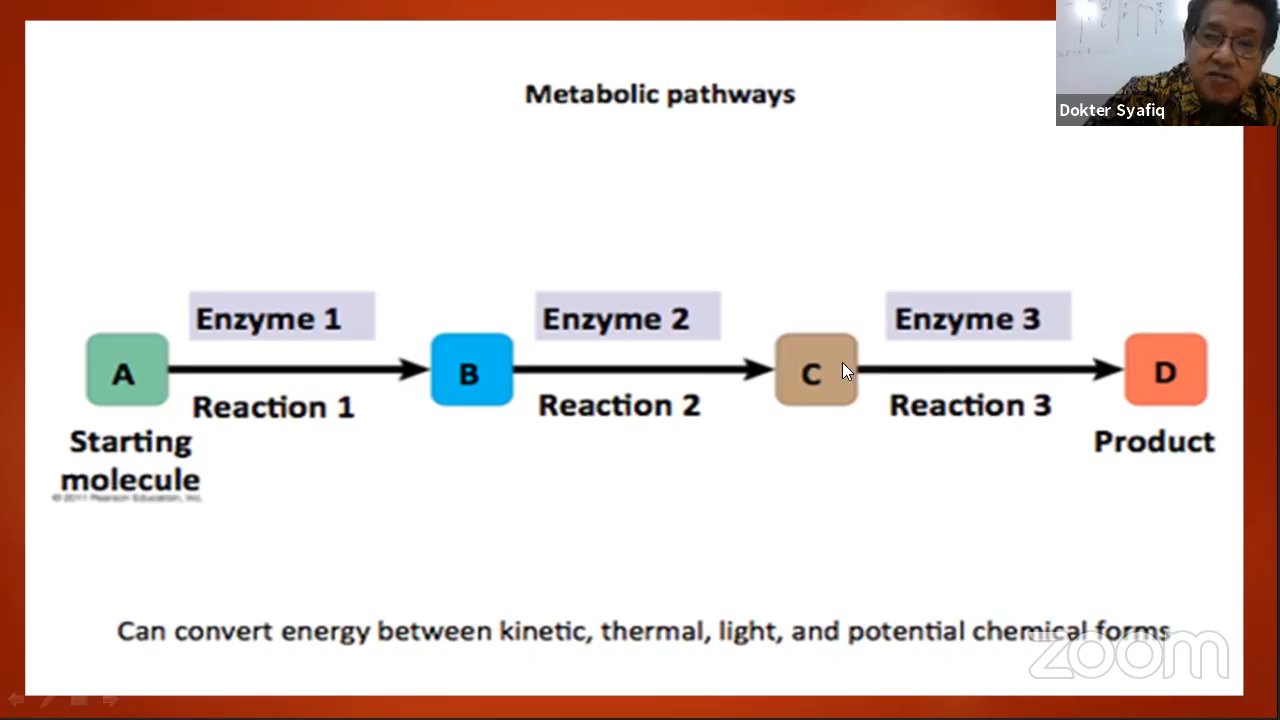 Metabolic pathways
Dokter Syafiq
Enzyme 1
Enzyme 2
Enzyme 3
A
B
C
D
Reaction 1
Reaction 2
Reaction 3
Starting
molecule
Product
© 2011 Pearson Education, Inc.
Can convert energy between kinetic, thermal, light, and potential chemical forms
zoom